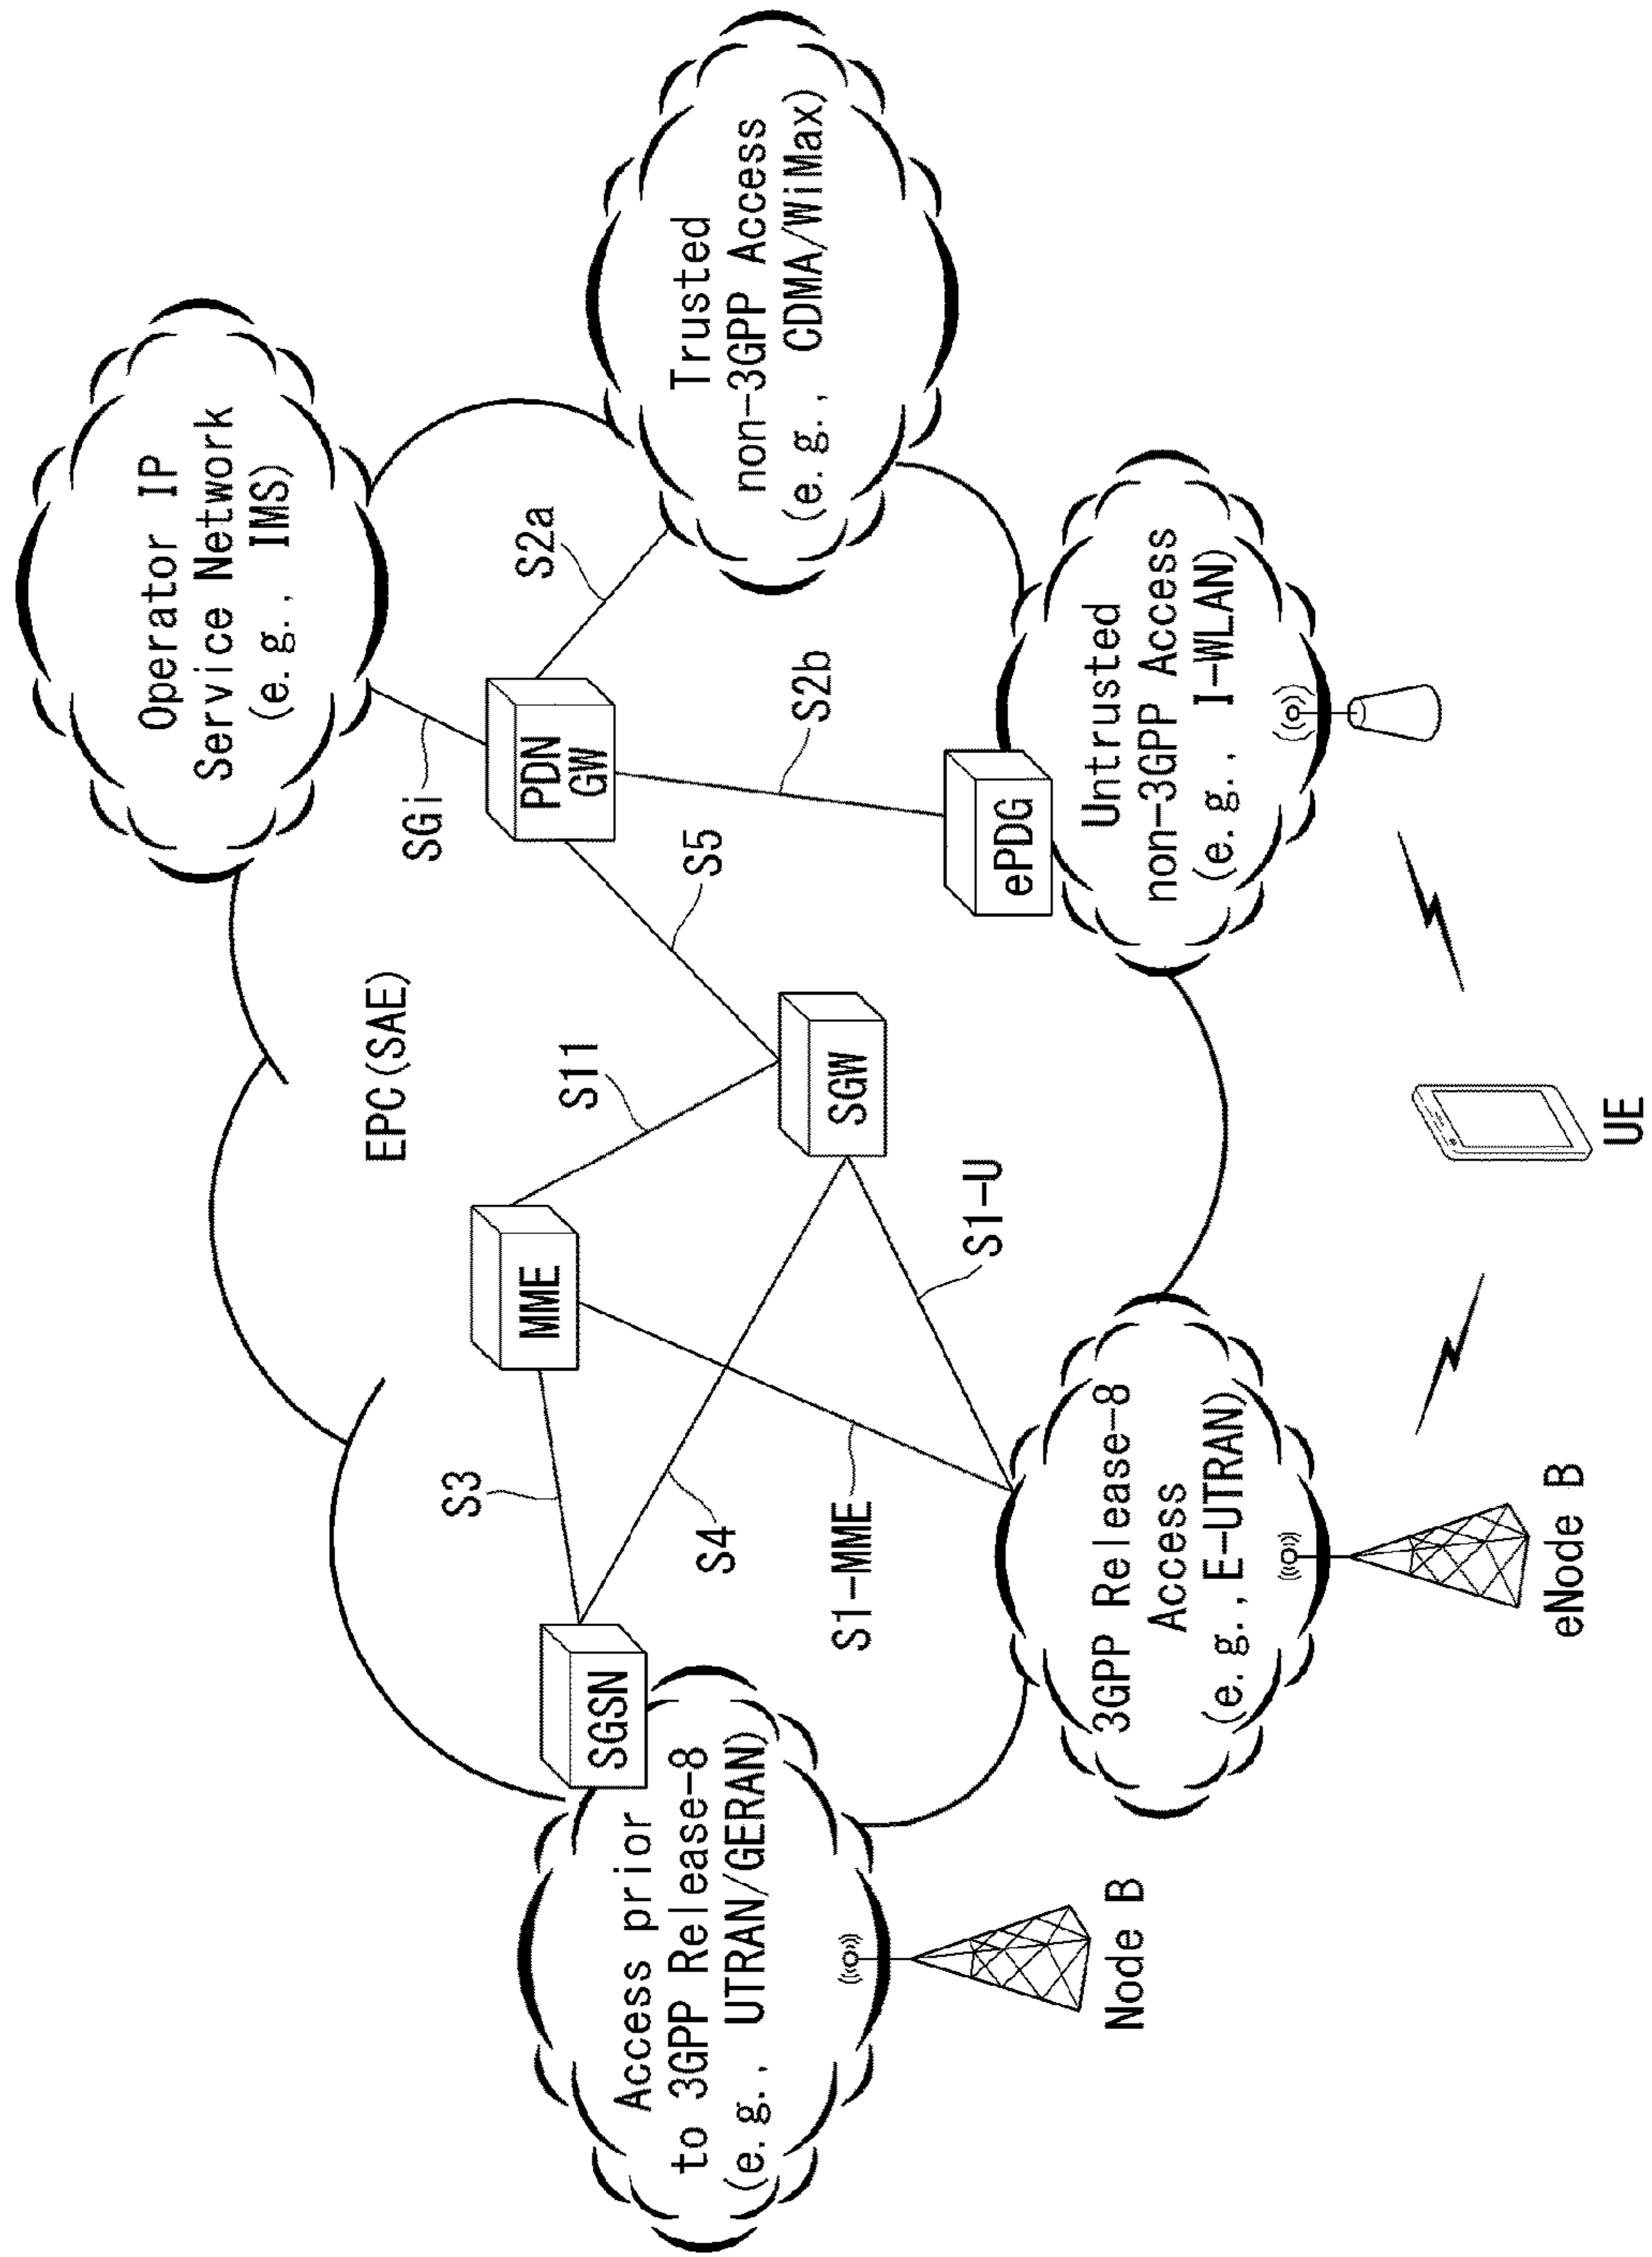 Operator IP
Service Network
(e.g., IMS)
SGi
S2a
Trusted
non-3GPP Access
(e.g., CDMA/WiMax)
PDN
GW
S2b
S5
ePDG
Untrusted
non-3GPP Access
(e.g., I-WLAN)
EPC(SAE)
S11
SGW
MME
S1-U
S3
S4
S1-MME
SGSN
Access prior
to 3GPP Release-8
(e.g., UTRAN/GERAN)
Node B
3GPP Release-8
Access
(e.g., E-UTRAN)
eNode B
UE